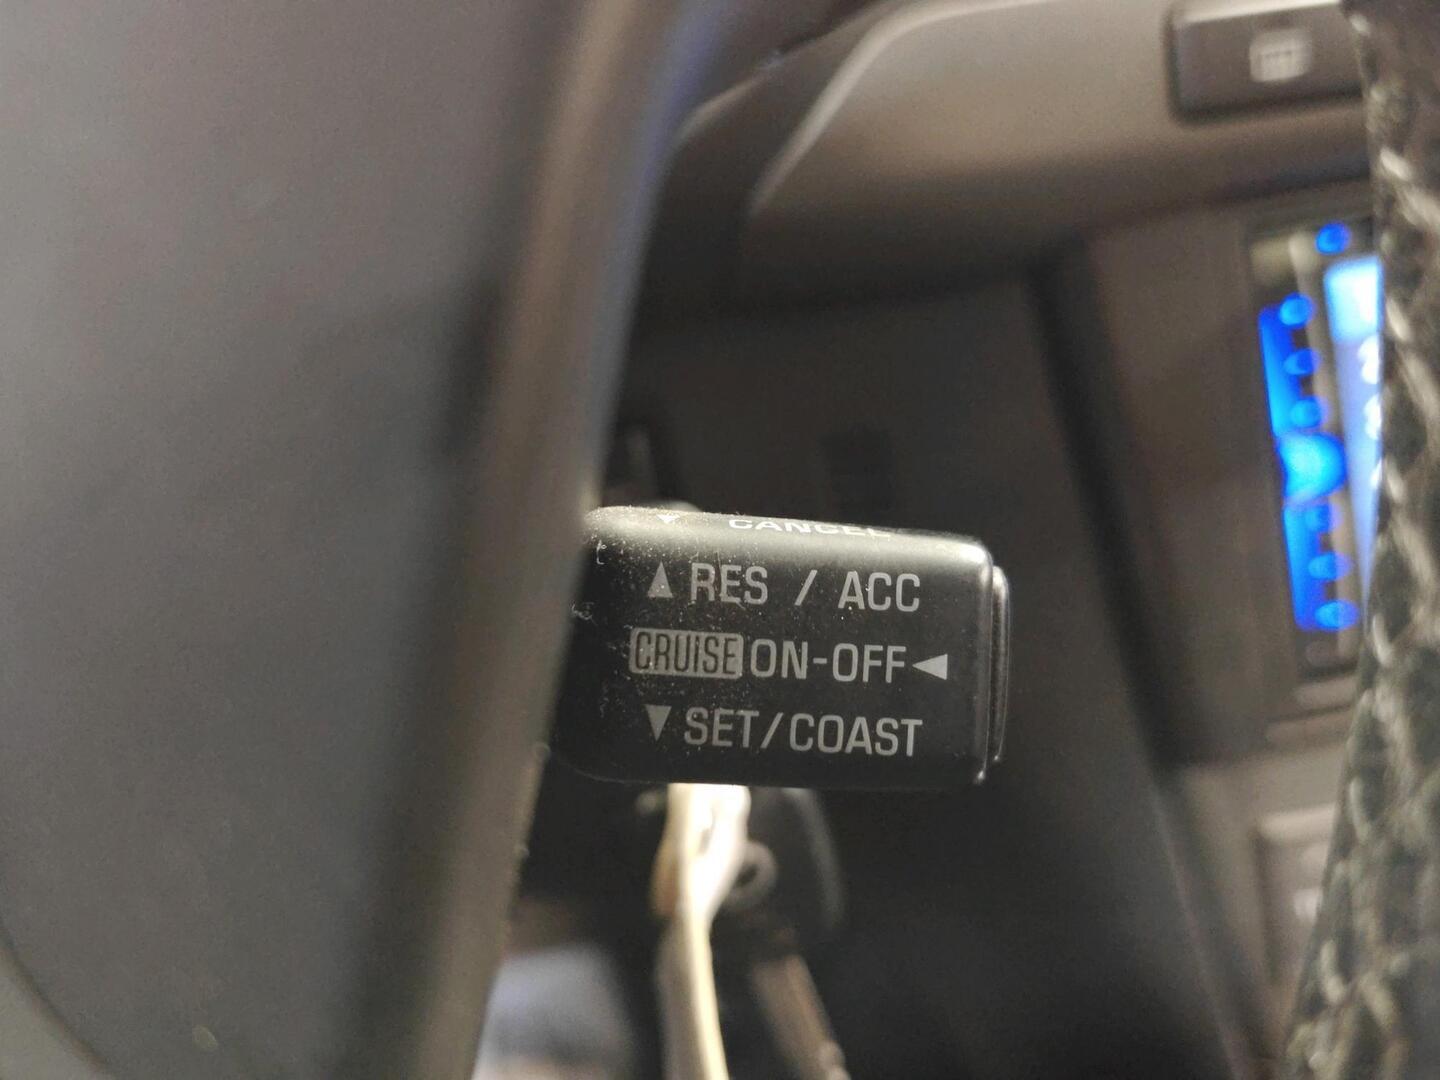 CANCEL
RES / ACC
CRUISE ON-OFF
SET/COAST